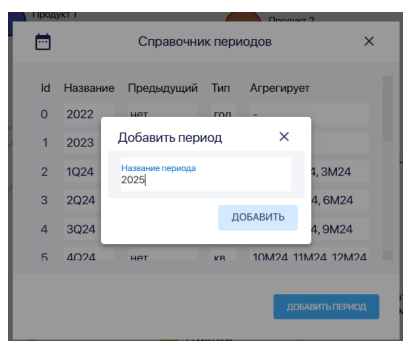 Продукт 1
Продукт 2
Справочник периодов
Id Название Предыдущий Тип Агрегирует
0 2022 нет год -
1 2023
2 1Q24 4, 3M24
3 2Q24 4, 6M24
4 3Q24 4, 9M24
5 4Q24 нет кв 10M24, 11M24, 12M24
Добавить период
Название периода
2025
ДОБАВИТЬ
ДОБАВИТЬ ПЕРИОД